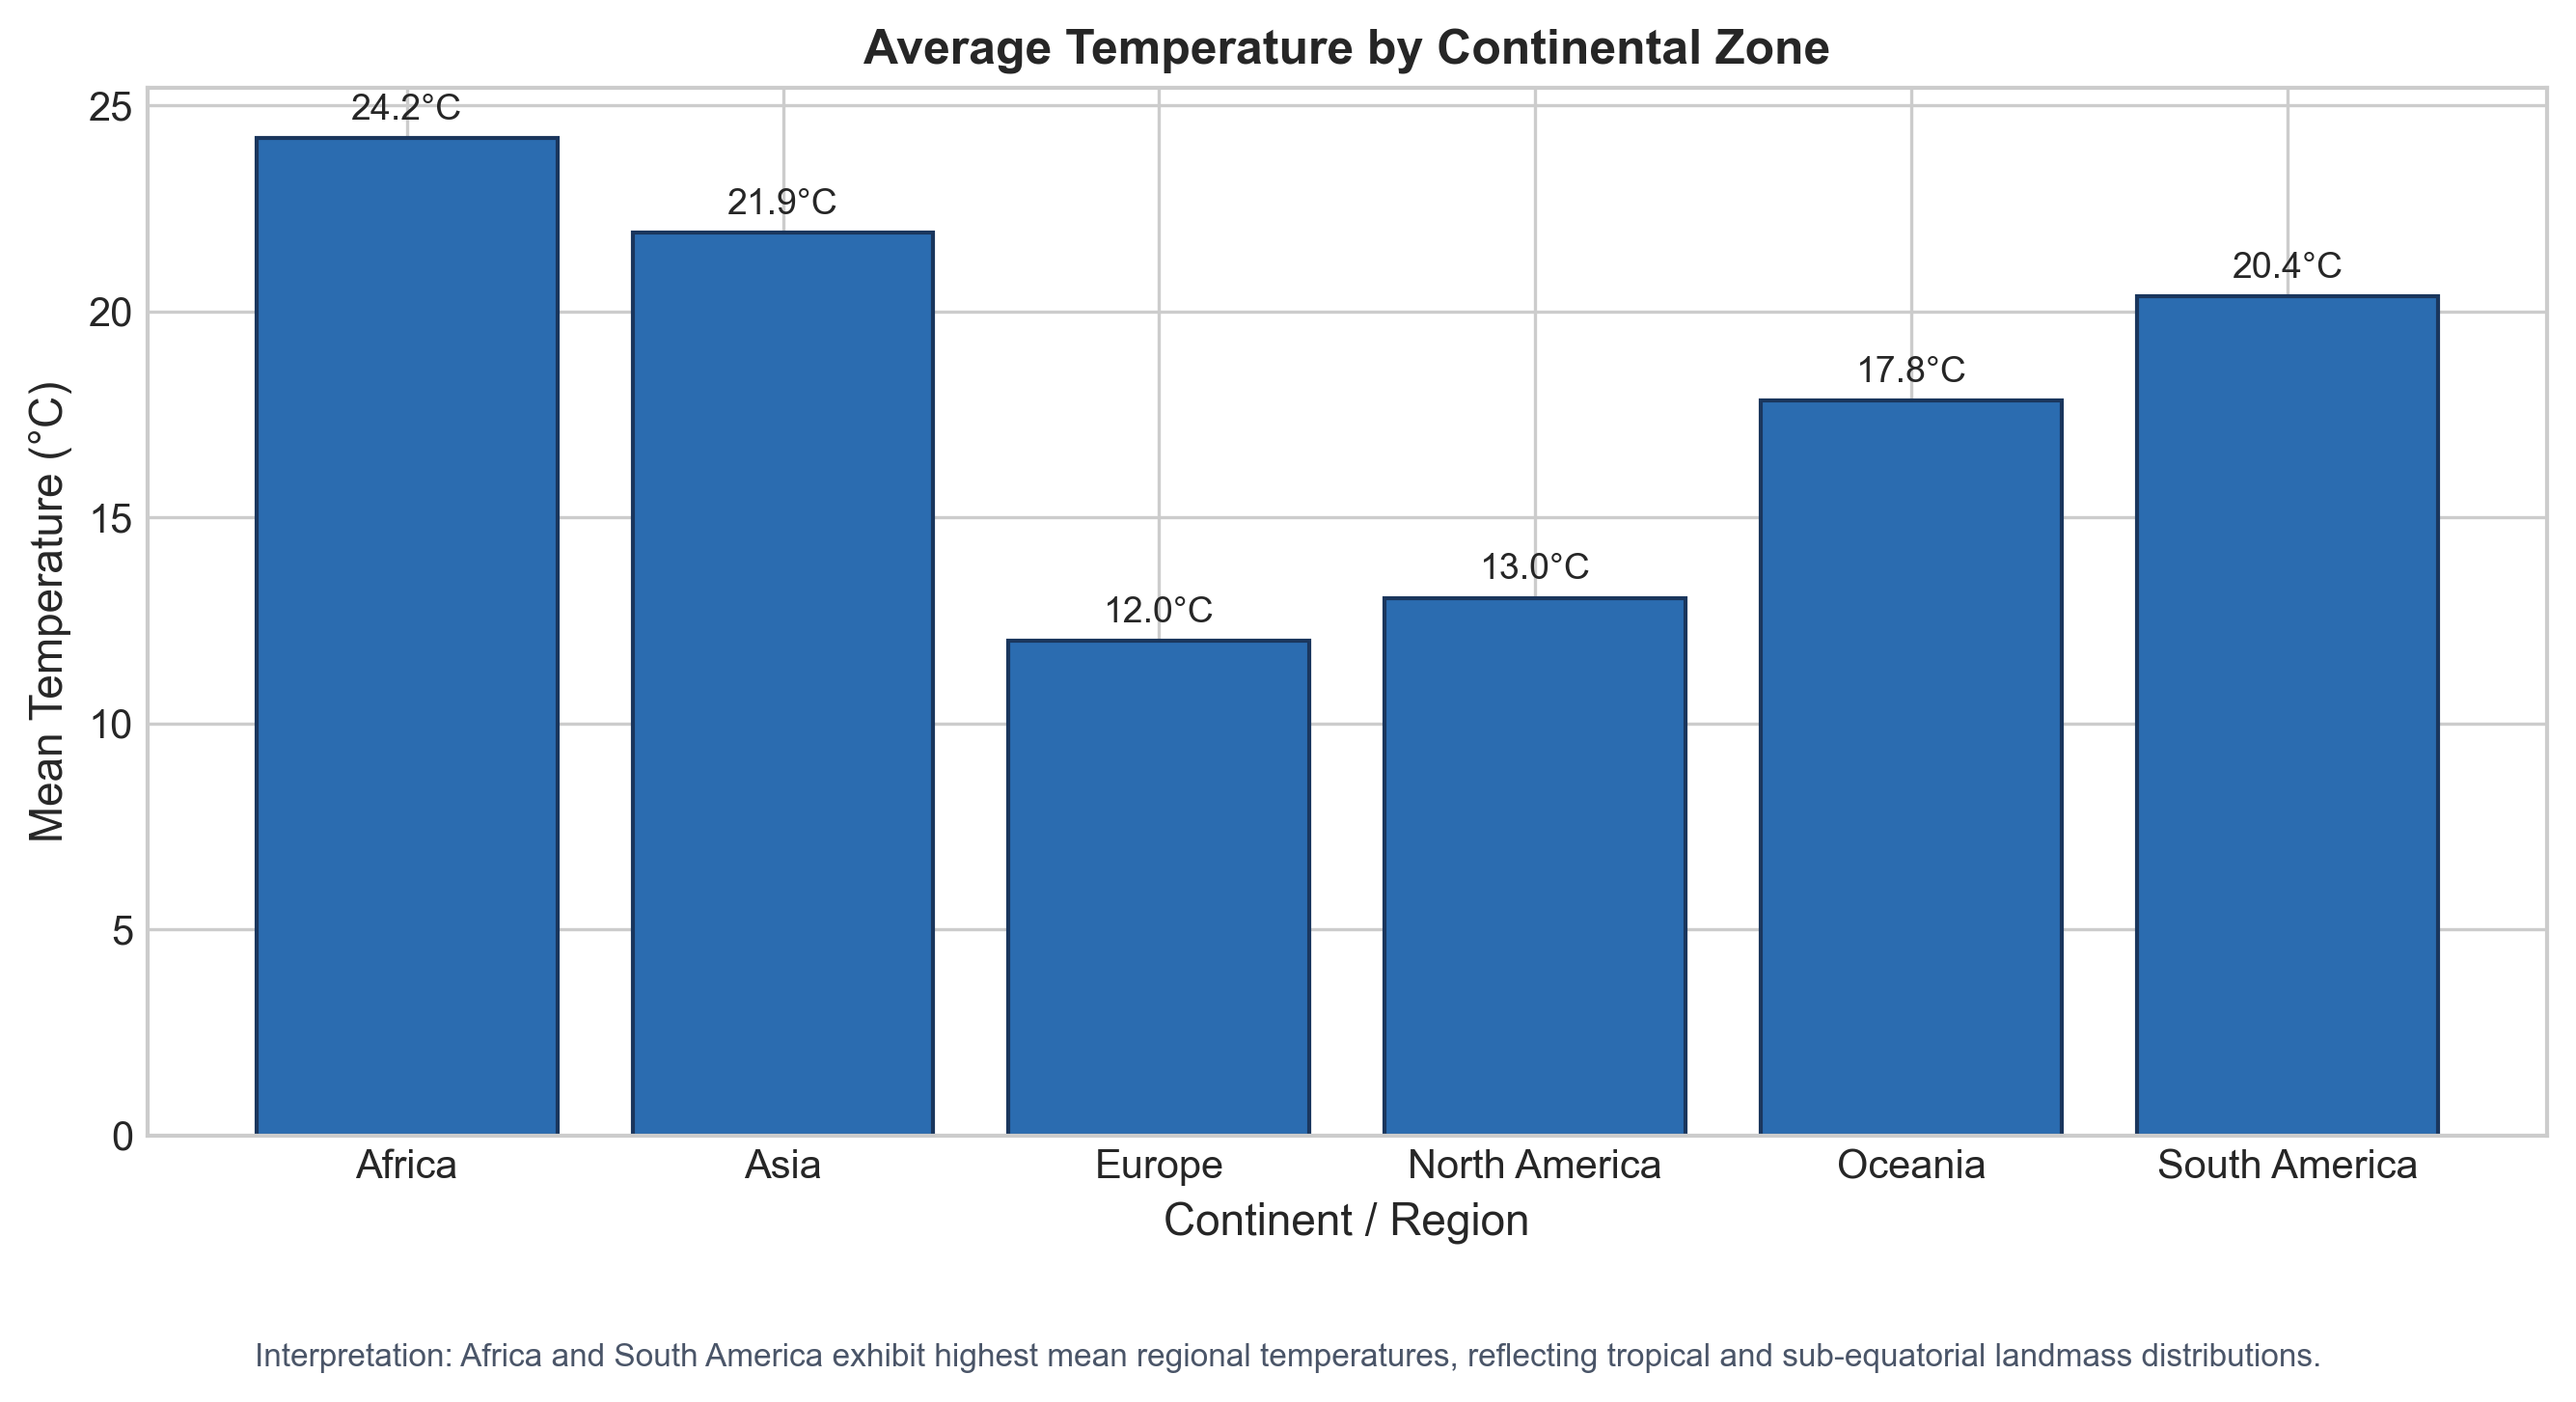 Average Temperature by Continental Zone
Mean Temperature (°C)
25
20
15
10
5
0
24.2°C
21.9°C
12.0°C
13.0°C
17.8°C
20.4°C
Africa
Asia
Europe
North America
Oceania
South America
Continent / Region
Interpretation: Africa and South America exhibit highest mean regional temperatures, reflecting tropical and sub-equatorial landmass distributions.